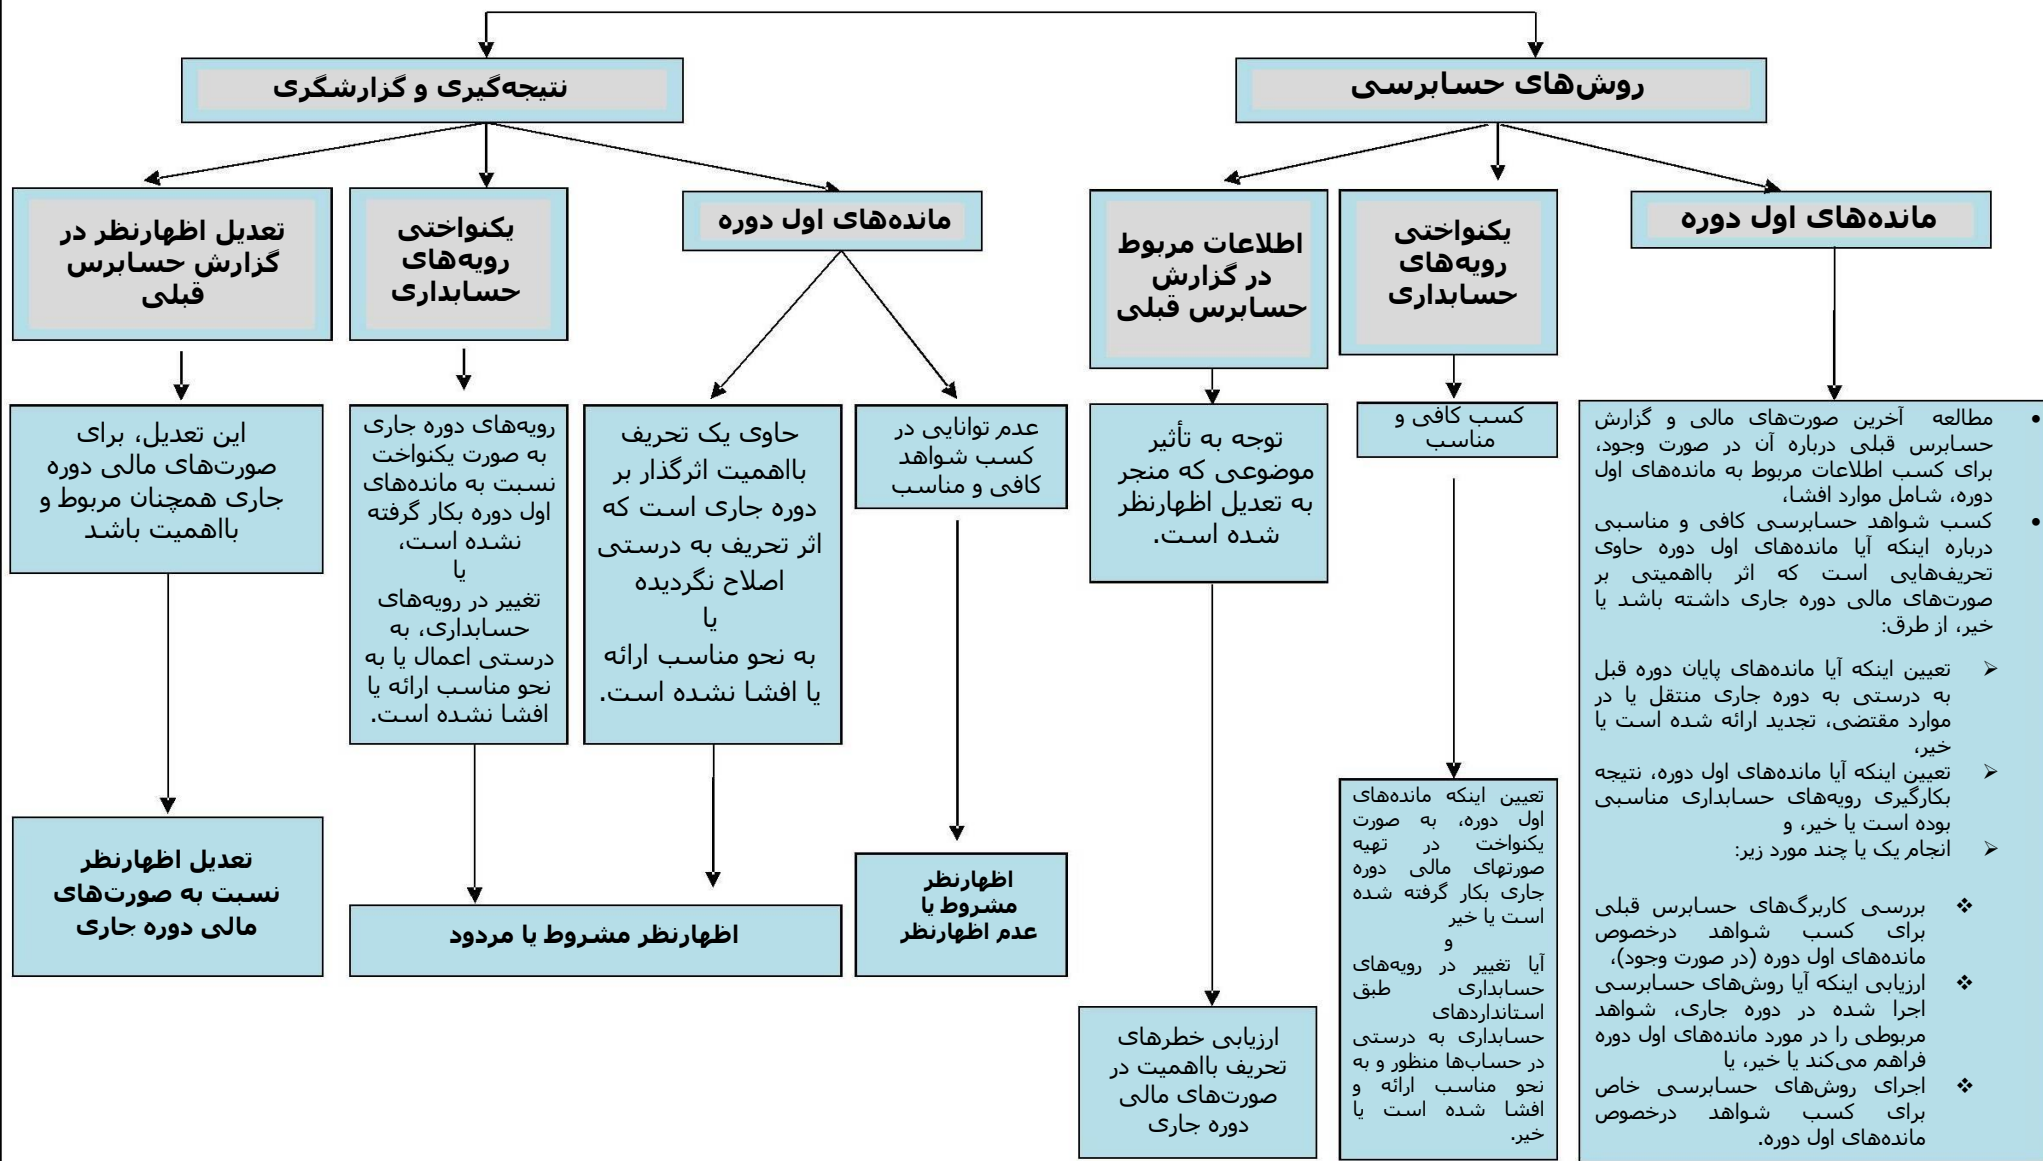 روش‌های حسابرسی
مانده‌های اول دوره
• مطالعه آخرین صورت‌های مالی و گزارش
حسابرس قبلی درباره آن در صورت وجود،
برای کسب اطلاعات مربوط به مانده‌های اول
دوره، شامل موارد افشا،
• کسب شواهد حسابرسی کافی و مناسبی
درباره اینکه آیا مانده‌های اول دوره حاوی
تحریف‌هایی است که اثر بااهمیتی بر
صورت‌های مالی دوره جاری داشته باشد یا
خیر، از طرق:
➢ تعیین اینکه آیا مانده‌های پایان دوره قبل
به درستی به دوره جاری منتقل یا در
موارد مقتضی، تجدید ارائه شده است یا
خیر،
➢ تعیین اینکه آیا مانده‌های اول دوره، نتیجه
بکارگیری رویه‌های حسابداری مناسبی
بوده است یا خیر، و
➢ انجام یک یا چند مورد زیر:
❖ بررسی کاربرگ‌های حسابرس قبلی
برای کسب شواهد درخصوص
مانده‌های اول دوره (در صورت وجود)،
❖ ارزیابی اینکه آیا روش‌های حسابرسی
اجرا شده در دوره جاری، شواهد
مربوطی را در مورد مانده‌های اول دوره
فراهم می‌کند یا خیر، یا
❖ اجرای روش‌های حسابرسی خاص
برای کسب شواهد درخصوص
مانده‌های اول دوره.
یکنواختی
رویه‌های
حسابداری
کسب کافی و
مناسب
تعیین اینکه مانده‌های
اول دوره، به صورت
یکنواخت در تهیه
صورتهای مالی دوره
جاری بکار گرفته شده
است یا خیر
و
آیا تغییر در رویه‌های
حسابداری طبق
استانداردهای
حسابداری به درستی
در حساب‌ها منظور و به
نحو مناسب ارائه و
افشا شده است یا
خیر.
اطلاعات مربوط
در گزارش
حسابرس قبلی
توجه به تأثیر
موضوعی که منجر
به تعدیل اظهارنظر
شده است.
ارزیابی خطرهای
تحریف بااهمیت در
صورت‌های مالی
دوره جاری
نتیجه‌گیری و گزارشگری
مانده‌های اول دوره
عدم توانایی در
کسب شواهد
کافی و مناسب
اظهارنظر
مشروط یا
عدم اظهارنظر
حاوی یک تحریف
بااهمیت اثرگذار بر
دوره جاری است که
اثر تحریف به درستی
اصلاح نگردیده
یا
به نحو مناسب ارائه
یا افشا نشده است.
یکنواختی
رویه‌های
حسابداری
رویه‌های دوره جاری
به صورت یکنواخت
نسبت به مانده‌های
اول دوره بکار گرفته
نشده است،
یا
تغییر در رویه‌های
حسابداری، به
درستی اعمال یا به
نحو مناسب ارائه یا
افشا نشده است.
اظهارنظر مشروط یا مردود
تعدیل اظهارنظر در
گزارش حسابرس
قبلی
این تعدیل، برای
صورت‌های مالی دوره
جاری همچنان مربوط و
بااهمیت باشد
تعدیل اظهارنظر
نسبت به صورت‌های
مالی دوره جاری